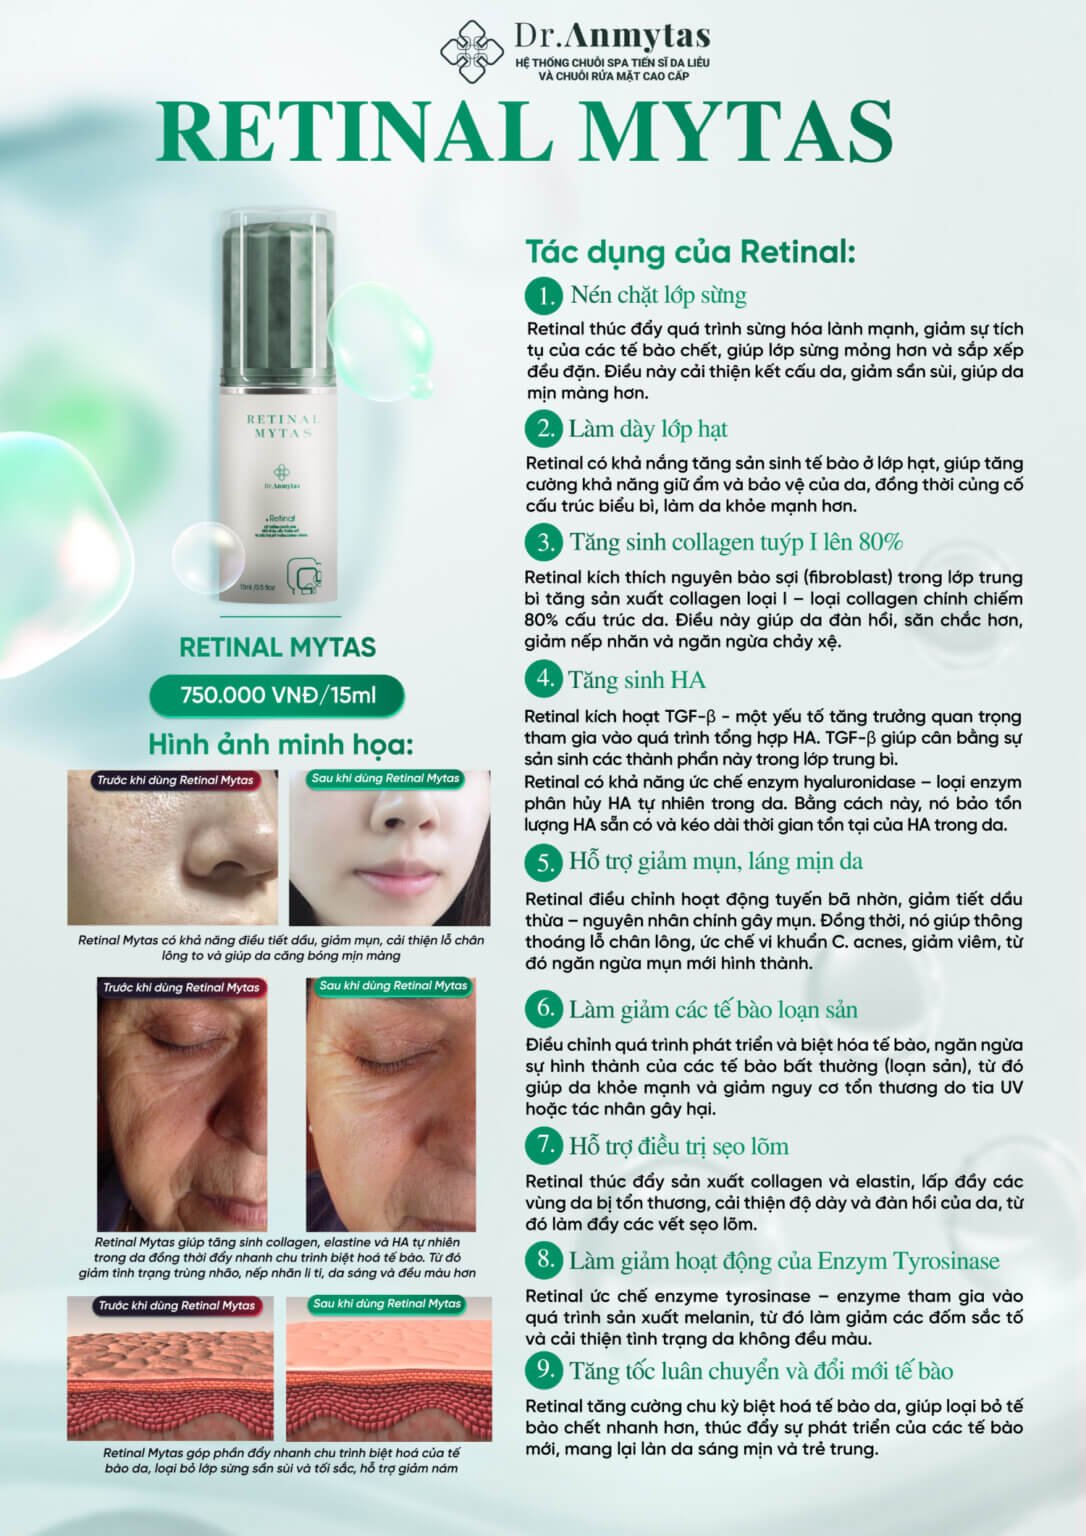 Dr.Anmytas
HỆ THỐNG CHUỖI SPA TIẾN SĨ DA LIỄU
VÀ CHUỖI RỬA MẶT CAO CẤP
RETINAL MYTAS
RETINAL
MYTAS
Dr.Anmytas
Retinal
15ml /0.5 floz
RETINAL MYTAS
750.000 VNĐ/15ml
Hình ảnh minh họa:
Trước khi dùng Retinal Mytas
Sau khi dùng Retinal Mytas
Retinal Mytas có khả năng điều tiết dầu, giảm mụn, cải thiện lỗ chân
lông to và giúp da căng bóng mịn màng
Trước khi dùng Retinal Mytas
Sau khi dùng Retinal Mytas
Retinal Mytas giúp tăng sinh collagen, elastine và HA tự nhiên
trong da đồng thời đẩy nhanh chu trình biệt hoá tế bào. Từ đó
giảm tình trạng trùng nhão, nếp nhăn li ti, da sáng và đều màu hơn
Trước khi dùng Retinal Mytas
Sau khi dùng Retinal Mytas
Retinal Mytas góp phần đẩy nhanh chu trình biệt hoá của tế
bào da, loại bỏ lớp sừng sần sùi và tối sắc, hỗ trợ giảm nám
Tác dụng của Retinal:
1. Nén chặt lớp sừng
Retinal thúc đẩy quá trình sừng hóa lành mạnh, giảm sự tích
tụ của các tế bào chết, giúp lớp sừng mỏng hơn và sắp xếp
đều đặn. Điều này cải thiện kết cấu da, giảm sần sùi, giúp da
mịn màng hơn.
2. Làm dày lớp hạt
Retinal có khả nắng tăng sản sinh tế bào ở lớp hạt, giúp tăng
cường khả năng giữ ẩm và bảo vệ của da, đồng thời củng cố
cấu trúc biểu bì, làm da khỏe mạnh hơn.
3. Tăng sinh collagen tuýp I lên 80%
Retinal kích thích nguyên bào sợi (fibroblast) trong lớp trung
bì tăng sản xuất collagen loại I – loại collagen chính chiếm
80% cấu trúc da. Điều này giúp da đàn hồi, săn chắc hơn,
giảm nếp nhăn và ngăn ngừa chảy xệ.
4. Tăng sinh HA
Retinal kích hoạt TGF-β - một yếu tố tăng trưởng quan trọng
tham gia vào quá trình tổng hợp HA. TGF-β giúp cân bằng sự
sản sinh các thành phần này trong lớp trung bì.
Retinal có khả năng ức chế enzym hyaluronidase – loại enzym
phân hủy HA tự nhiên trong da. Bằng cách này, nó bảo tồn
lượng HA sẵn có và kéo dài thời gian tồn tại của HA trong da.
5. Hỗ trợ giảm mụn, láng mịn da
Retinal điều chỉnh hoạt động tuyến bã nhờn, giảm tiết dầu
thừa – nguyên nhân chính gây mụn. Đồng thời, nó giúp thông
thoáng lỗ chân lông, ức chế vi khuẩn C. acnes, giảm viêm, từ
đó ngăn ngừa mụn mới hình thành.
6. Làm giảm các tế bào loạn sản
Điều chỉnh quá trình phát triển và biệt hóa tế bào, ngăn ngừa
sự hình thành của các tế bào bất thường (loạn sản), từ đó
giúp da khỏe mạnh và giảm nguy cơ tổn thương do tia UV
hoặc tác nhân gây hại.
7. Hỗ trợ điều trị sẹo lõm
Retinal thúc đẩy sản xuất collagen và elastin, lấp đầy các
vùng da bị tổn thương, cải thiện độ dày và đàn hồi của da, từ
đó làm đầy các vết sẹo lõm.
8. Làm giảm hoạt động của Enzym Tyrosinase
Retinal ức chế enzyme tyrosinase – enzyme tham gia vào
quá trình sản xuất melanin, từ đó làm giảm các đốm sắc tố
và cải thiện tình trạng da không đều màu.
9. Tăng tốc luân chuyển và đổi mới tế bào
Retinal tăng cường chu kỳ biệt hoá tế bào da, giúp loại bỏ tế
bào chết nhanh hơn, thúc đẩy sự phát triển của các tế bào
mới, mang lại làn da sáng mịn và trẻ trung.